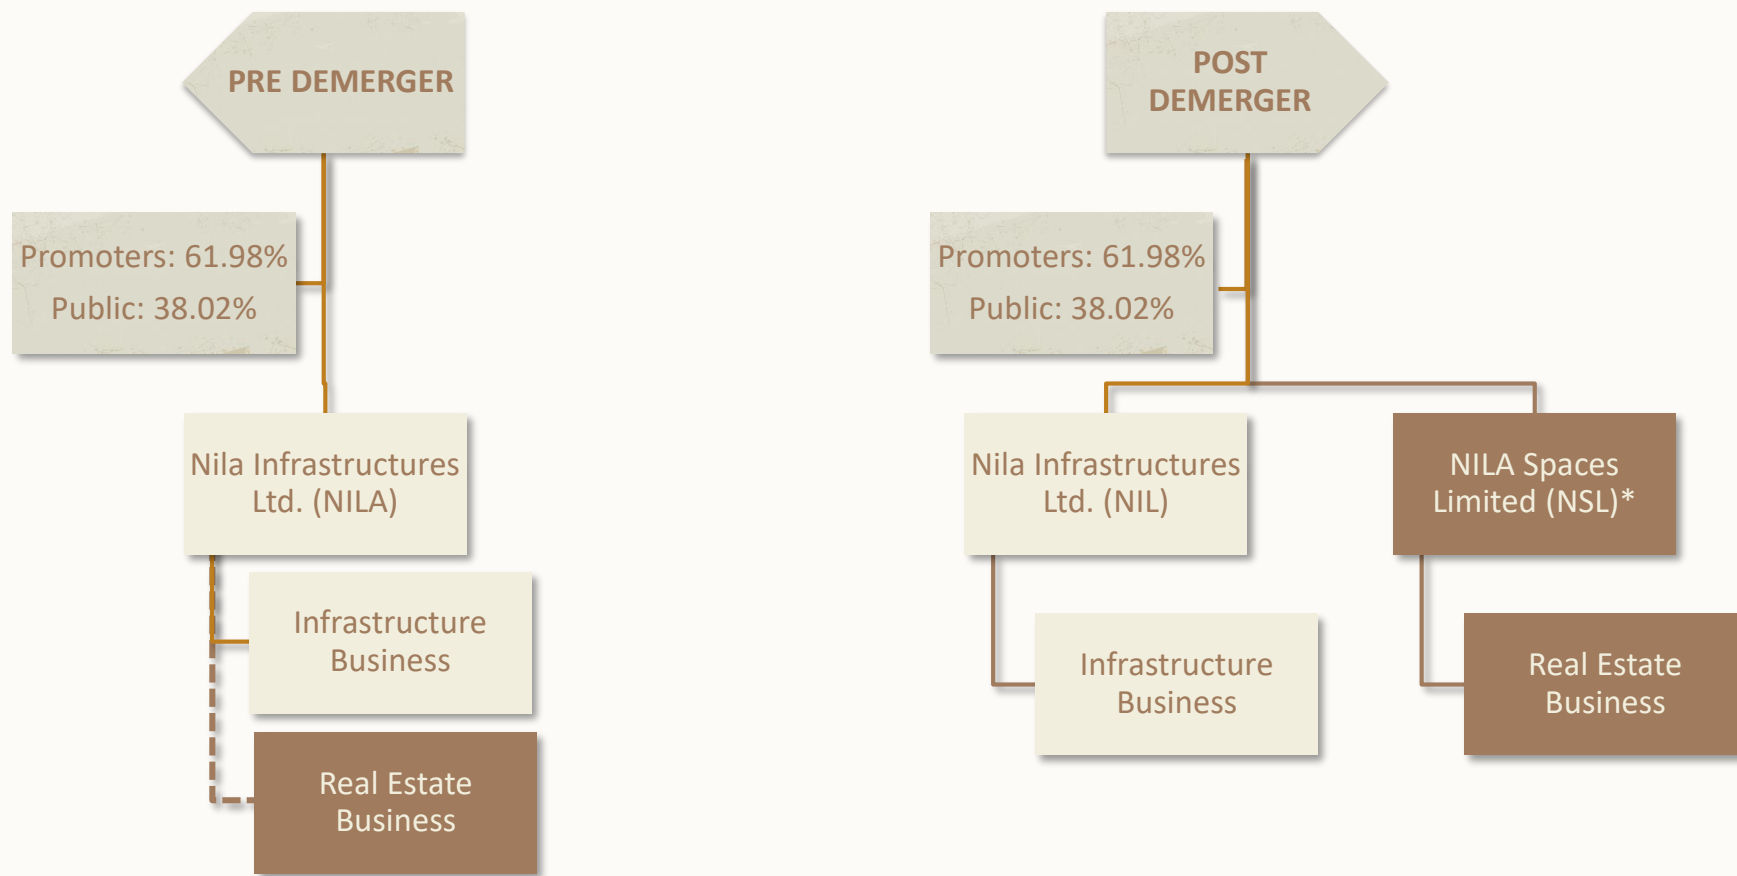 PRE DEMERGER
Promoters: 61.98%
Public: 38.02%
Nila Infrastructures
Ltd. (NILA)
Infrastructure
Business
Real Estate
Business
POST
DEMERGER
Promoters: 61.98%
Public: 38.02%
Nila Infrastructures
Ltd. (NIL)
NILA Spaces
Limited (NSL)*
Infrastructure
Business
Real Estate
Business